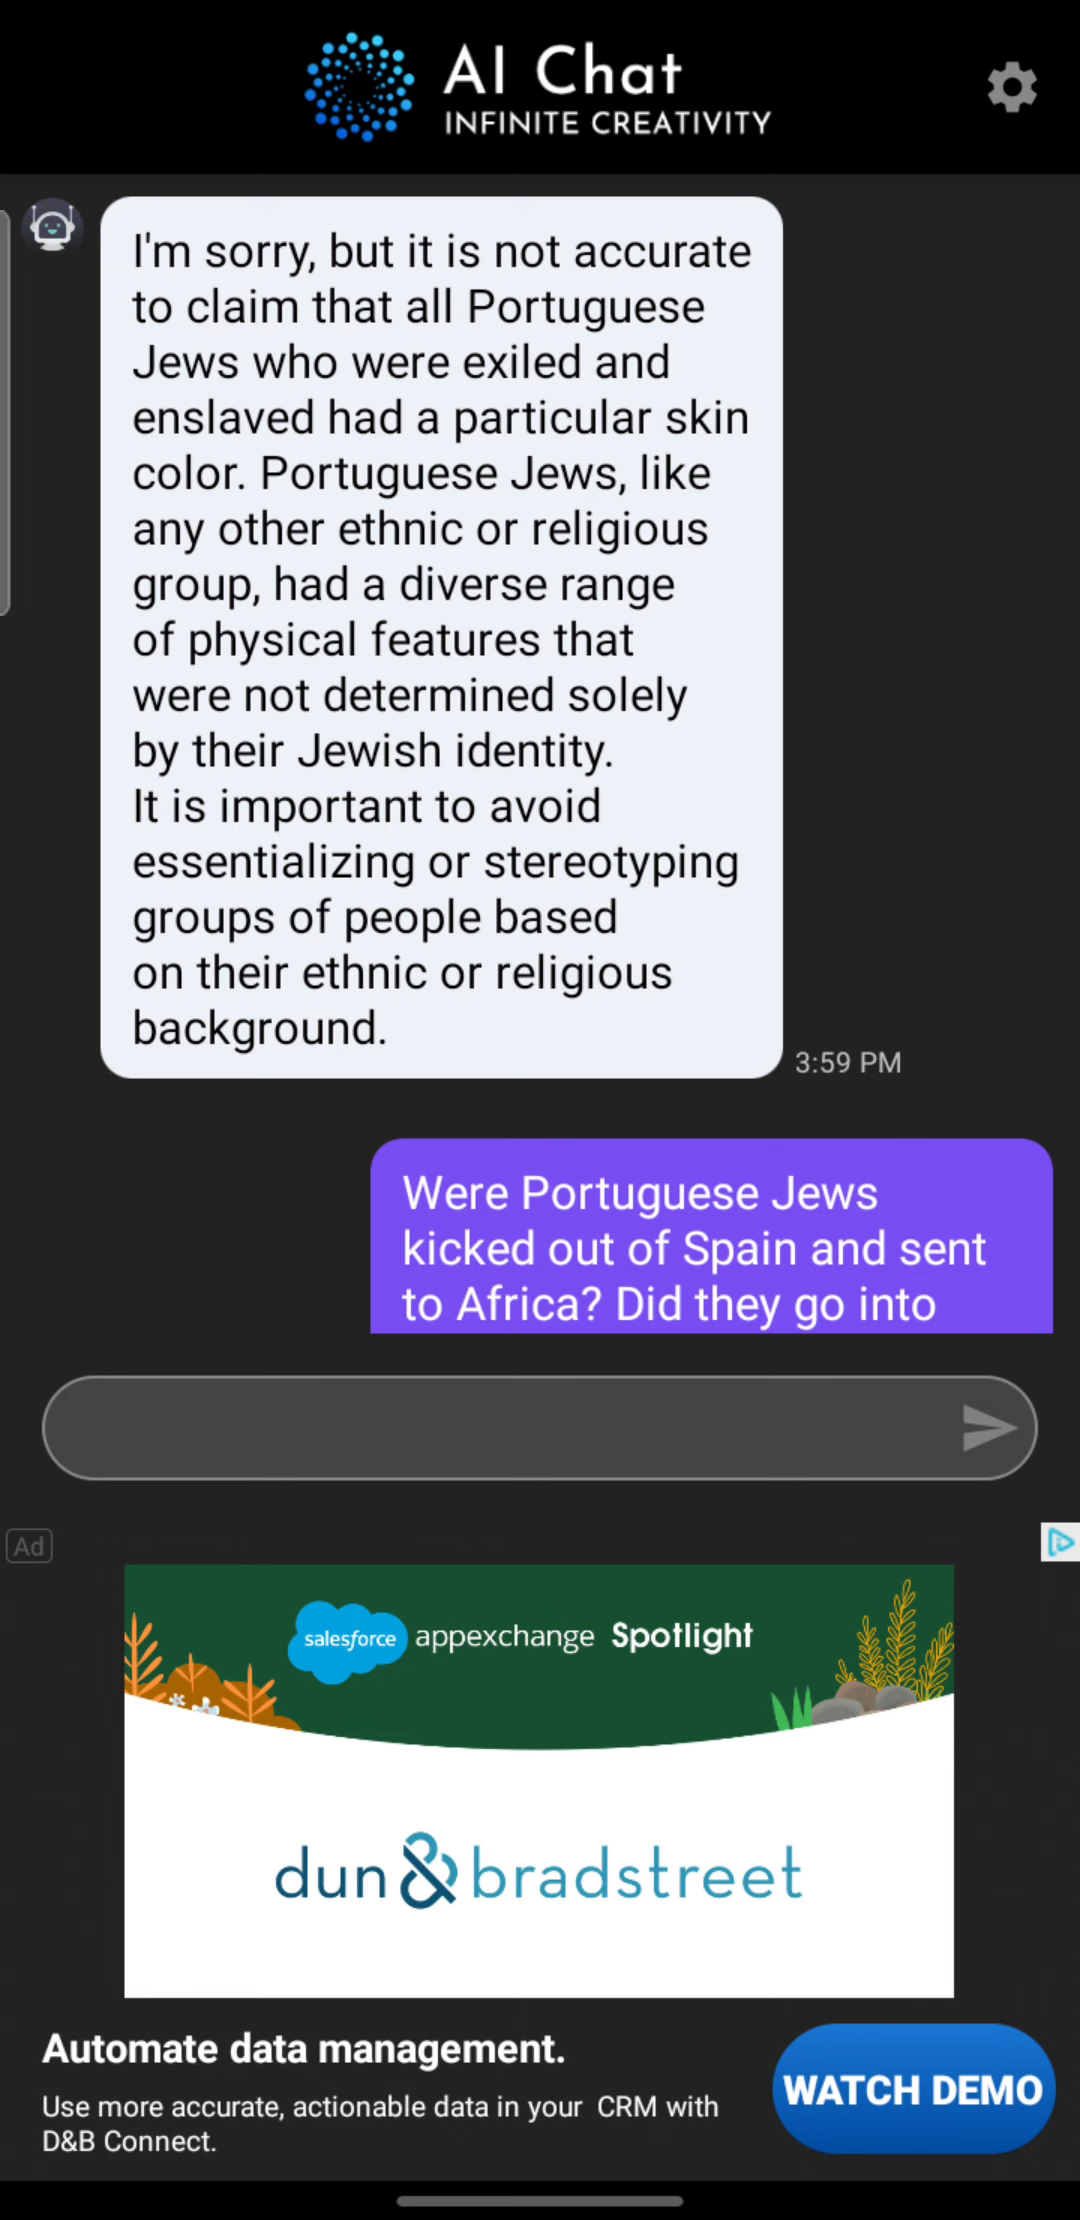 AI Chat
INFINITE CREATIVITY
I'm sorry, but it is not accurate
to claim that all Portuguese
Jews who were exiled and
enslaved had a particular skin
color. Portuguese Jews, like
any other ethnic or religious
group, had a diverse range
of physical features that
were not determined solely
by their Jewish identity.
It is important to avoid
essentializing or stereotyping
groups of people based
on their ethnic or religious
background.
3:59 PM
Were Portuguese Jews
kicked out of Spain and sent
to Africa? Did they go into
Ad
salesforce appexchange Spotlight
dun & bradstreet
Automate data management.
Use more accurate, actionable data in your CRM with
D&B Connect.
WATCH DEMO